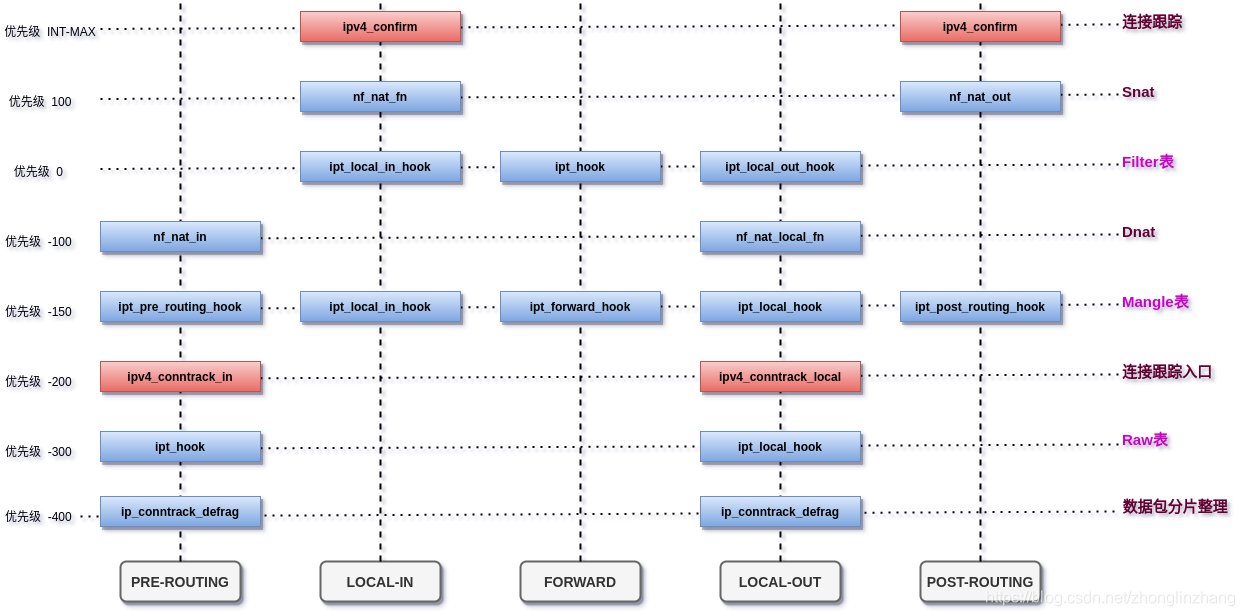 优先级 INT-MAX ipv4_confirm ipv4_confirm 连接跟踪
优先级 100 nf_nat_fn nf_nat_out Snat
优先级 0 ipt_local_in_hook ipt_hook ipt_local_out_hook Filter表
优先级 -100 nf_nat_in nf_nat_local_fn Dnat
优先级 -150 ipt_pre_routing_hook ipt_local_in_hook ipt_forward_hook ipt_local_hook ipt_post_routing_hook Mangle表
优先级 -200 ipv4_conntrack_in ipv4_conntrack_local 连接跟踪入口
优先级 -300 ipt_hook ipt_local_hook Raw表
优先级 -400 ip_conntrack_defrag ip_conntrack_defrag 数据包分片整理
PRE-ROUTING LOCAL-IN FORWARD LOCAL-OUT POST-ROUTING
https://blog.csdn.net/zhonglinzhang